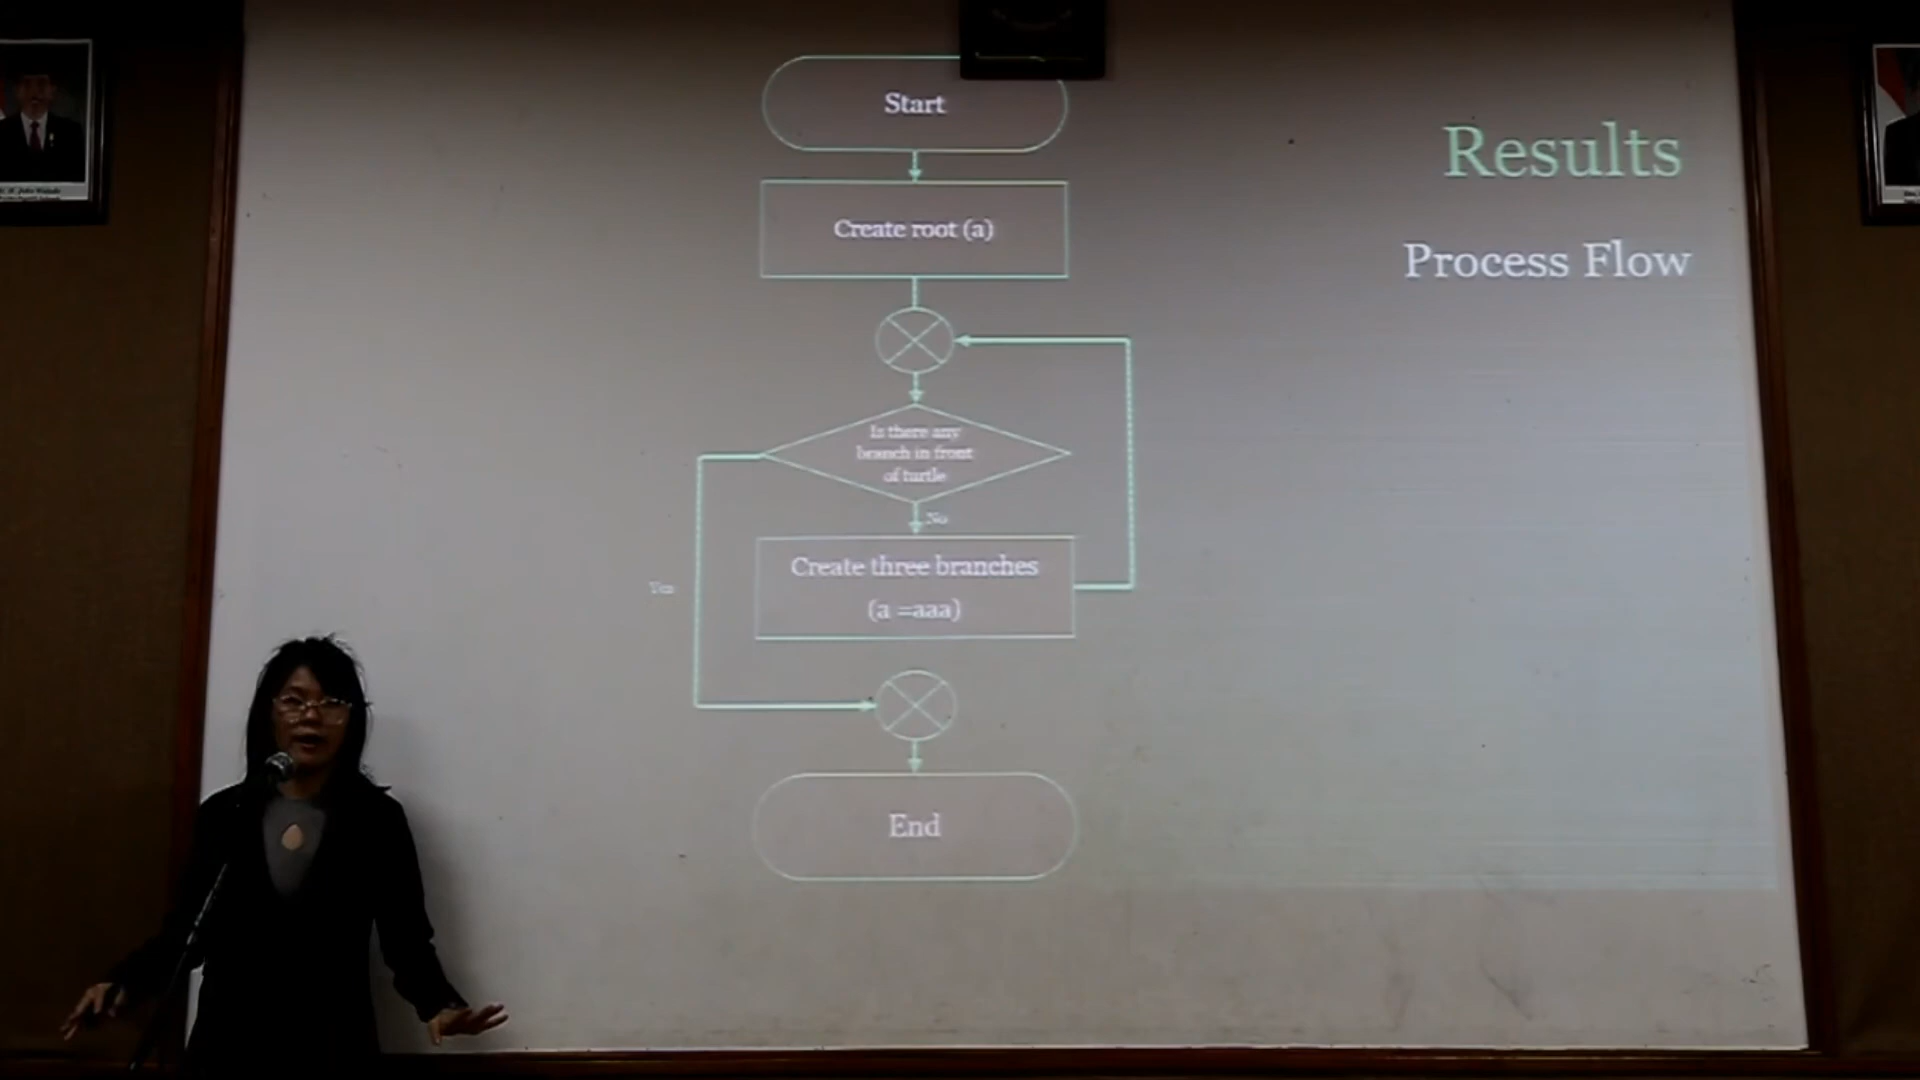 Start
Results
Create root (a)
Process Flow
Is there any
branch in front
of turtle
No
Create three branches
Yes
(a =aaa)
End